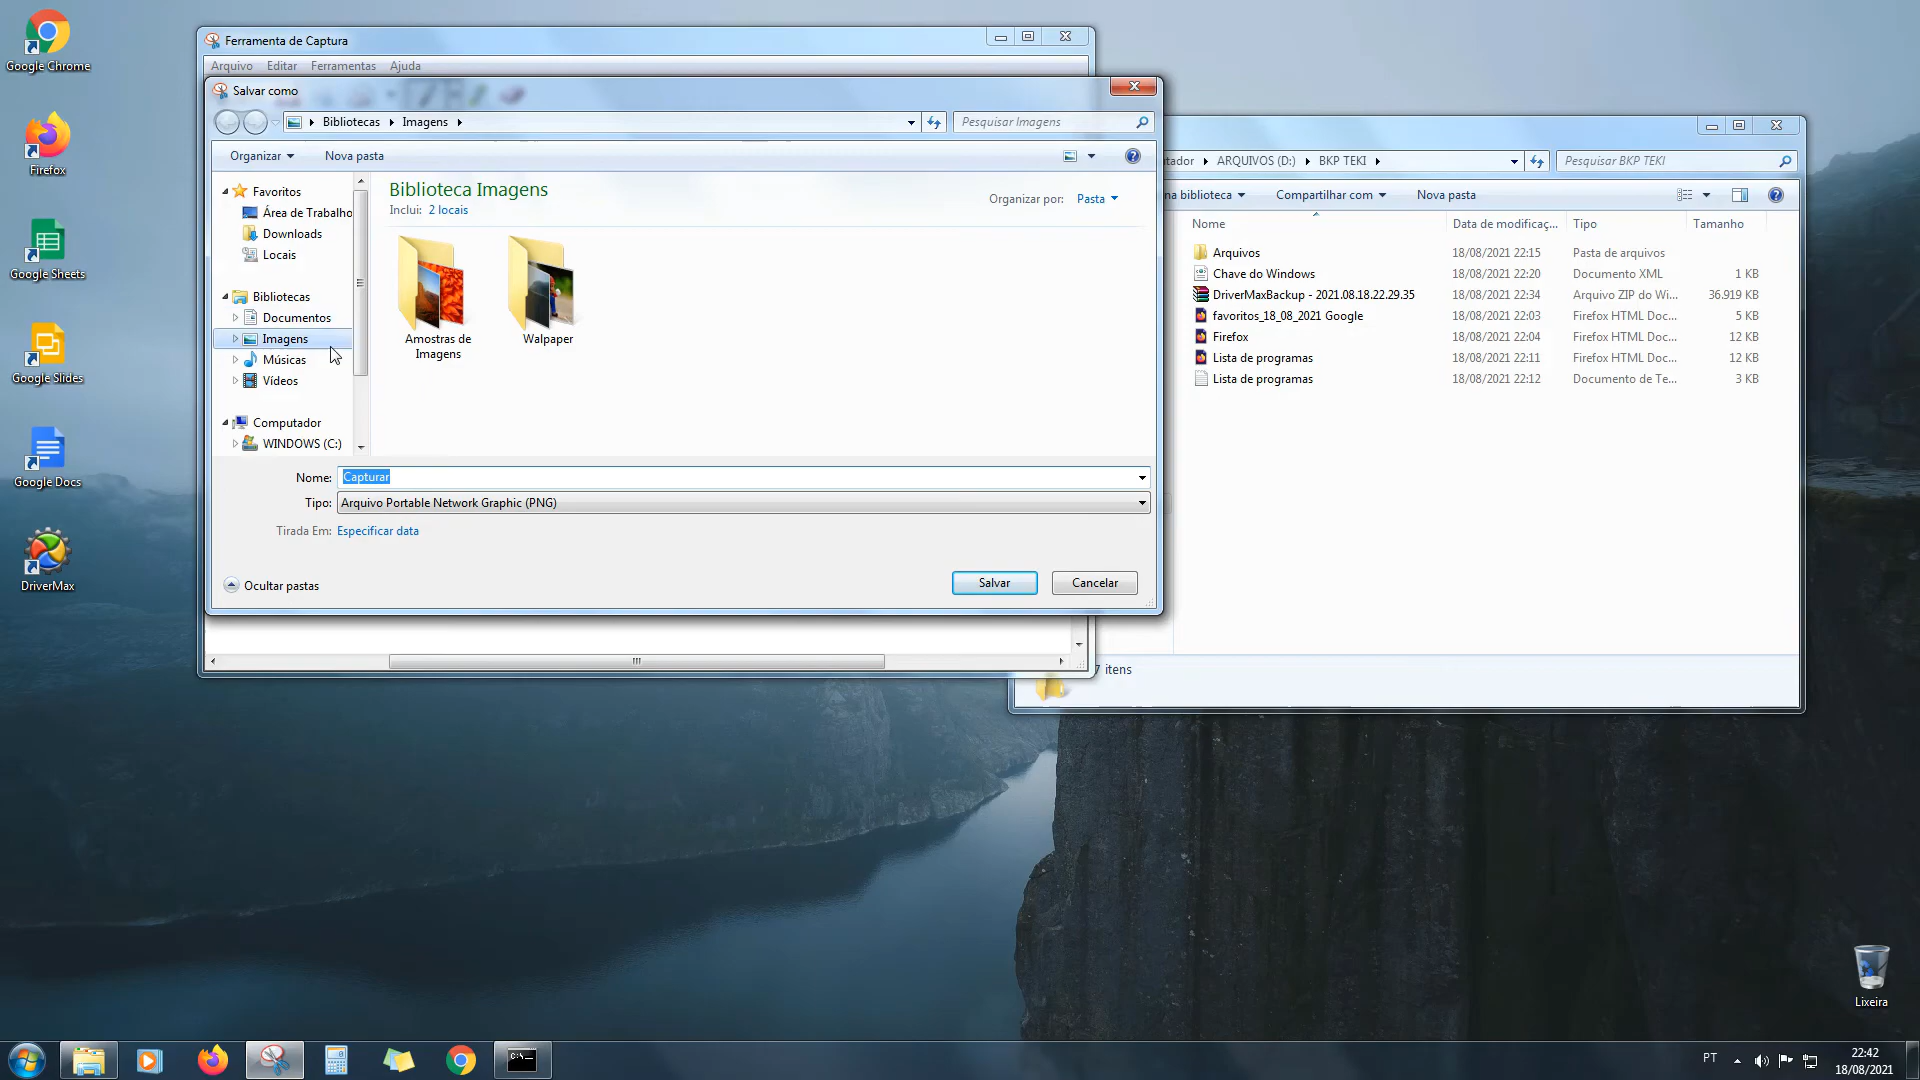 Google Chrome
Firefox
Google Sheets
Google Slides
Google Docs
DriverMax
Ferramenta de Captura
Arquivo Editar Ferramentas Ajuda
Salvar como
Bibliotecas Imagens
Pesquisar Imagens
Organizar Nova pasta
Favoritos
Área de Trabalho
Downloads
Locais
Bibliotecas
Documentos
Imagens
Músicas
Vídeos
Computador
WINDOWS (C:)
Biblioteca Imagens
Inclui: 2 locais
Organizar por: Pasta
Amostras de
Imagens
Walpaper
Nome: Capturar
Tipo: Arquivo Portable Network Graphic (PNG)
Tirada Em: Especificar data
Ocultar pastas
Salvar
Cancelar
utador ARQUIVOS (D:) BKP TEKI
Pesquisar BKP TEKI
na biblioteca Compartilhar com Nova pasta
Nome Data de modificaç... Tipo Tamanho
Arquivos 18/08/2021 22:15 Pasta de arquivos
Chave do Windows 18/08/2021 22:20 Documento XML 1 KB
DriverMaxBackup - 2021.08.18.22.29.35 18/08/2021 22:34 Arquivo ZIP do Wi... 36.919 KB
favoritos_18_08_2021 Google 18/08/2021 22:03 Firefox HTML Doc... 5 KB
Firefox 18/08/2021 22:04 Firefox HTML Doc... 12 KB
Lista de programas 18/08/2021 22:11 Firefox HTML Doc... 12 KB
Lista de programas 18/08/2021 22:12 Documento de Te... 3 KB
7 itens
Lixeira
C:\
PT
22:42
18/08/2021